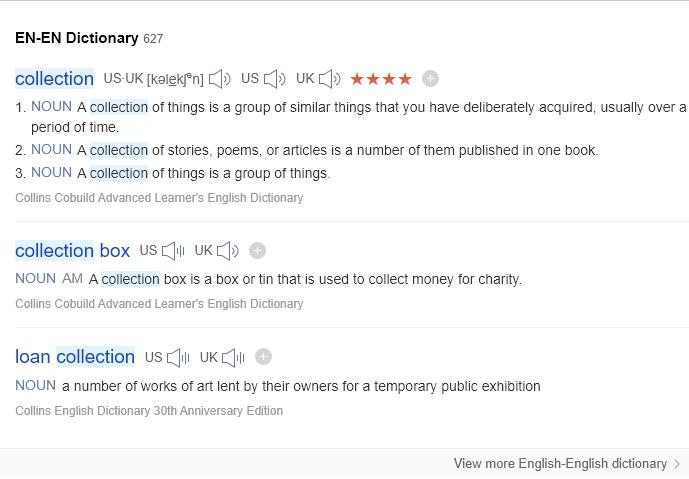 EN-EN Dictionary 627
collection US·UK [kəlekʃᵊn] US UK
1. NOUN A collection of things is a group of similar things that you have deliberately acquired, usually over a
period of time.
2. NOUN A collection of stories, poems, or articles is a number of them published in one book.
3. NOUN A collection of things is a group of things.
Collins Cobuild Advanced Learner's English Dictionary
collection box US UK
NOUN AM A collection box is a box or tin that is used to collect money for charity.
Collins Cobuild Advanced Learner's English Dictionary
loan collection US UK
NOUN a number of works of art lent by their owners for a temporary public exhibition
Collins English Dictionary 30th Anniversary Edition
View more English-English dictionary